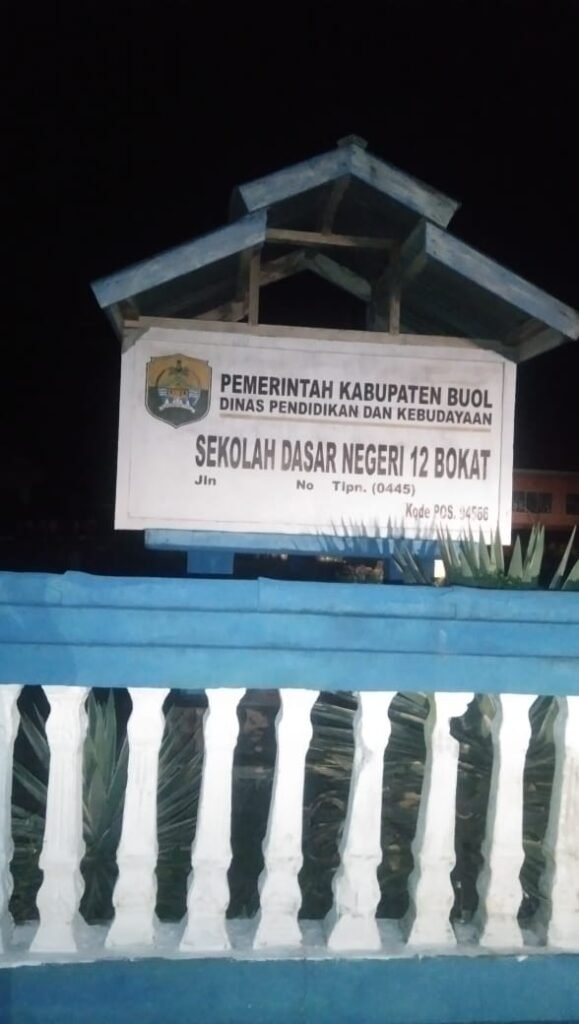 PEMERINTAH KABUPATEN BUOL
DINAS PENDIDIKAN DAN KEBUDAYAAN
SEKOLAH DASAR NEGERI 12 BOKAT
Jln No Tlpn. (0445)
Kode POS. 94566